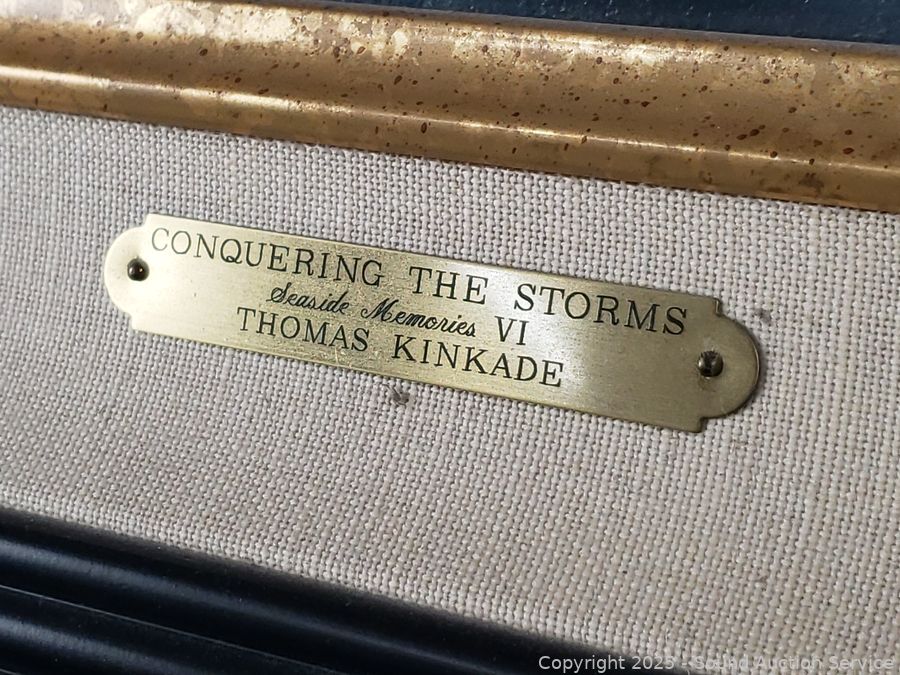 CONQUERING THE STORMS
Seaside Memories VI
THOMAS KINKADE
Copyright 2025 - Sound Auction Service